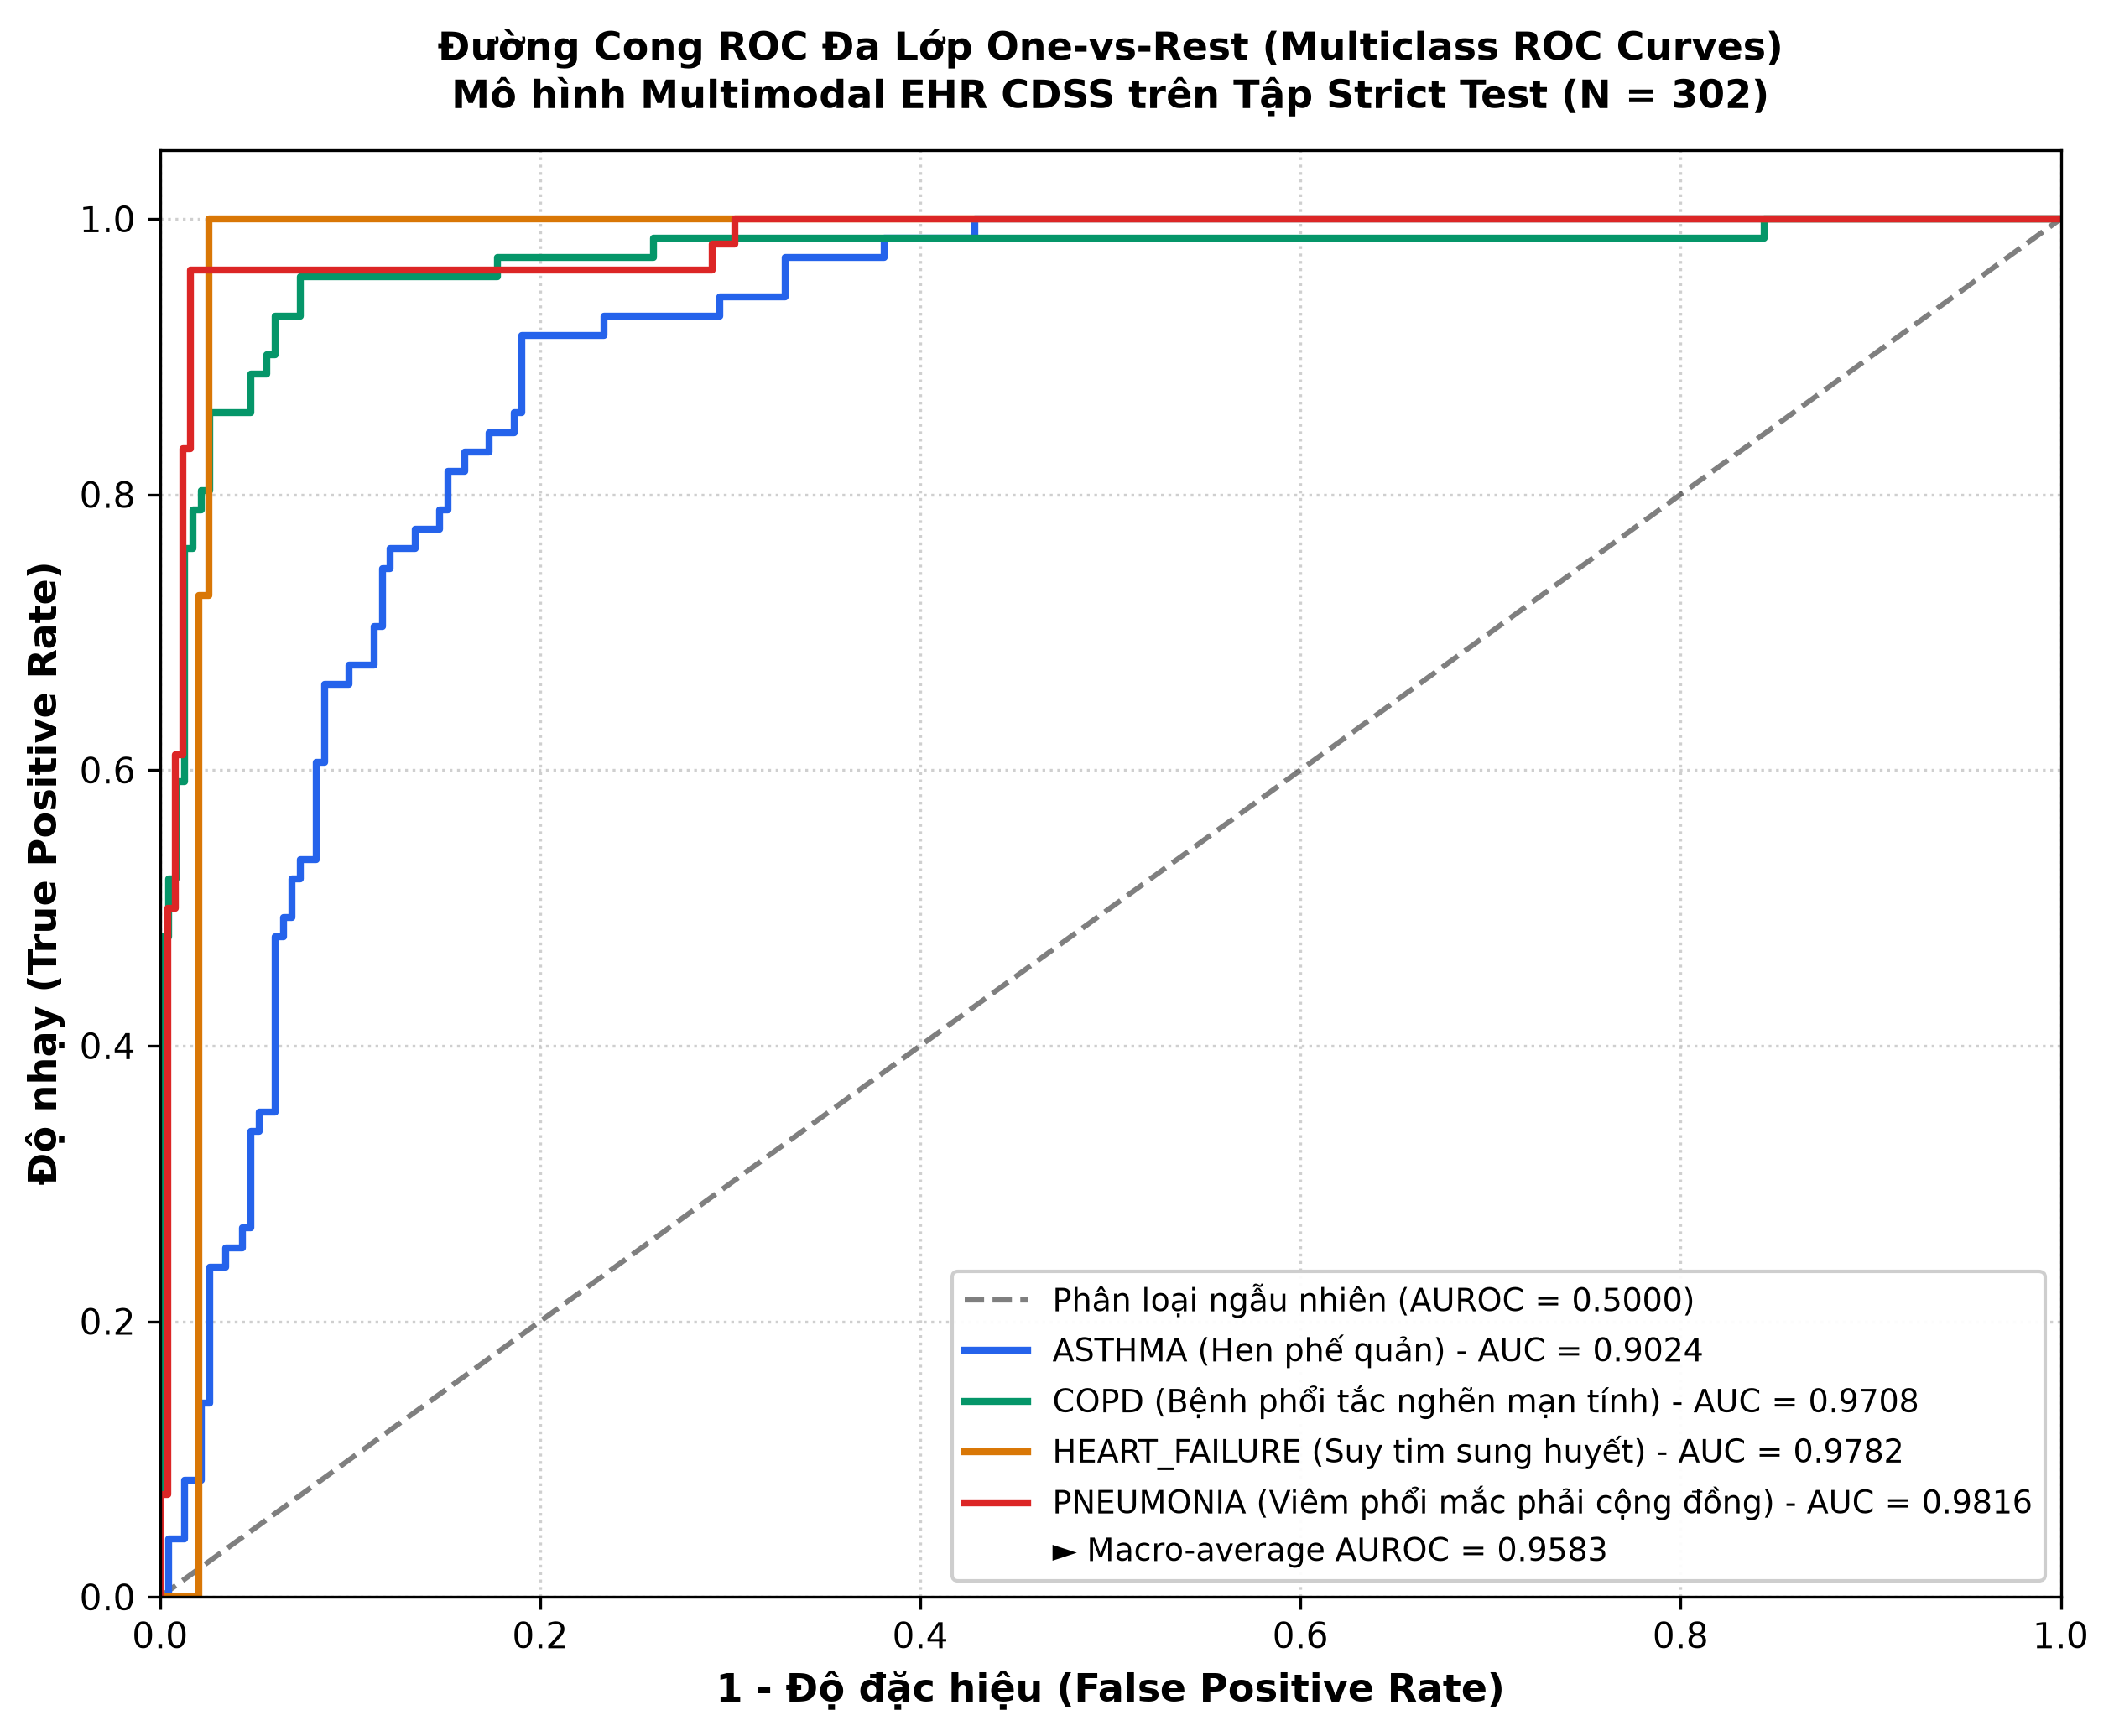 Đường Cong ROC Đa Lớp One-vs-Rest (Multiclass ROC Curves)
Mô hình Multimodal EHR CDSS trên Tập Strict Test (N = 302)
Độ nhạy (True Positive Rate)
1.0
0.8
0.6
0.4
0.2
0.0
Phân loại ngẫu nhiên (AUROC = 0.5000)
ASTHMA (Hen phế quản) - AUC = 0.9024
COPD (Bệnh phổi tắc nghẽn mạn tính) - AUC = 0.9708
HEART_FAILURE (Suy tim sung huyết) - AUC = 0.9782
PNEUMONIA (Viêm phổi mắc phải cộng đồng) - AUC = 0.9816
► Macro-average AUROC = 0.9583
0.0 0.2 0.4 0.6 0.8 1.0
1 - Độ đặc hiệu (False Positive Rate)